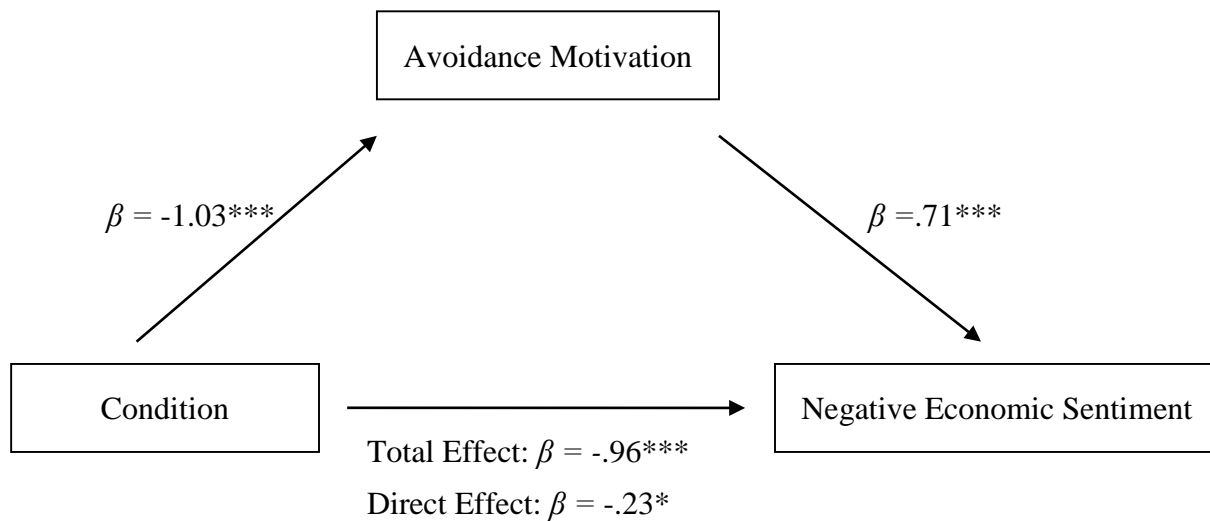 Avoidance Motivation
β = -1.03***
β =.71***
Condition
Negative Economic Sentiment
Total Effect: β = -.96***
Direct Effect: β = -.23*